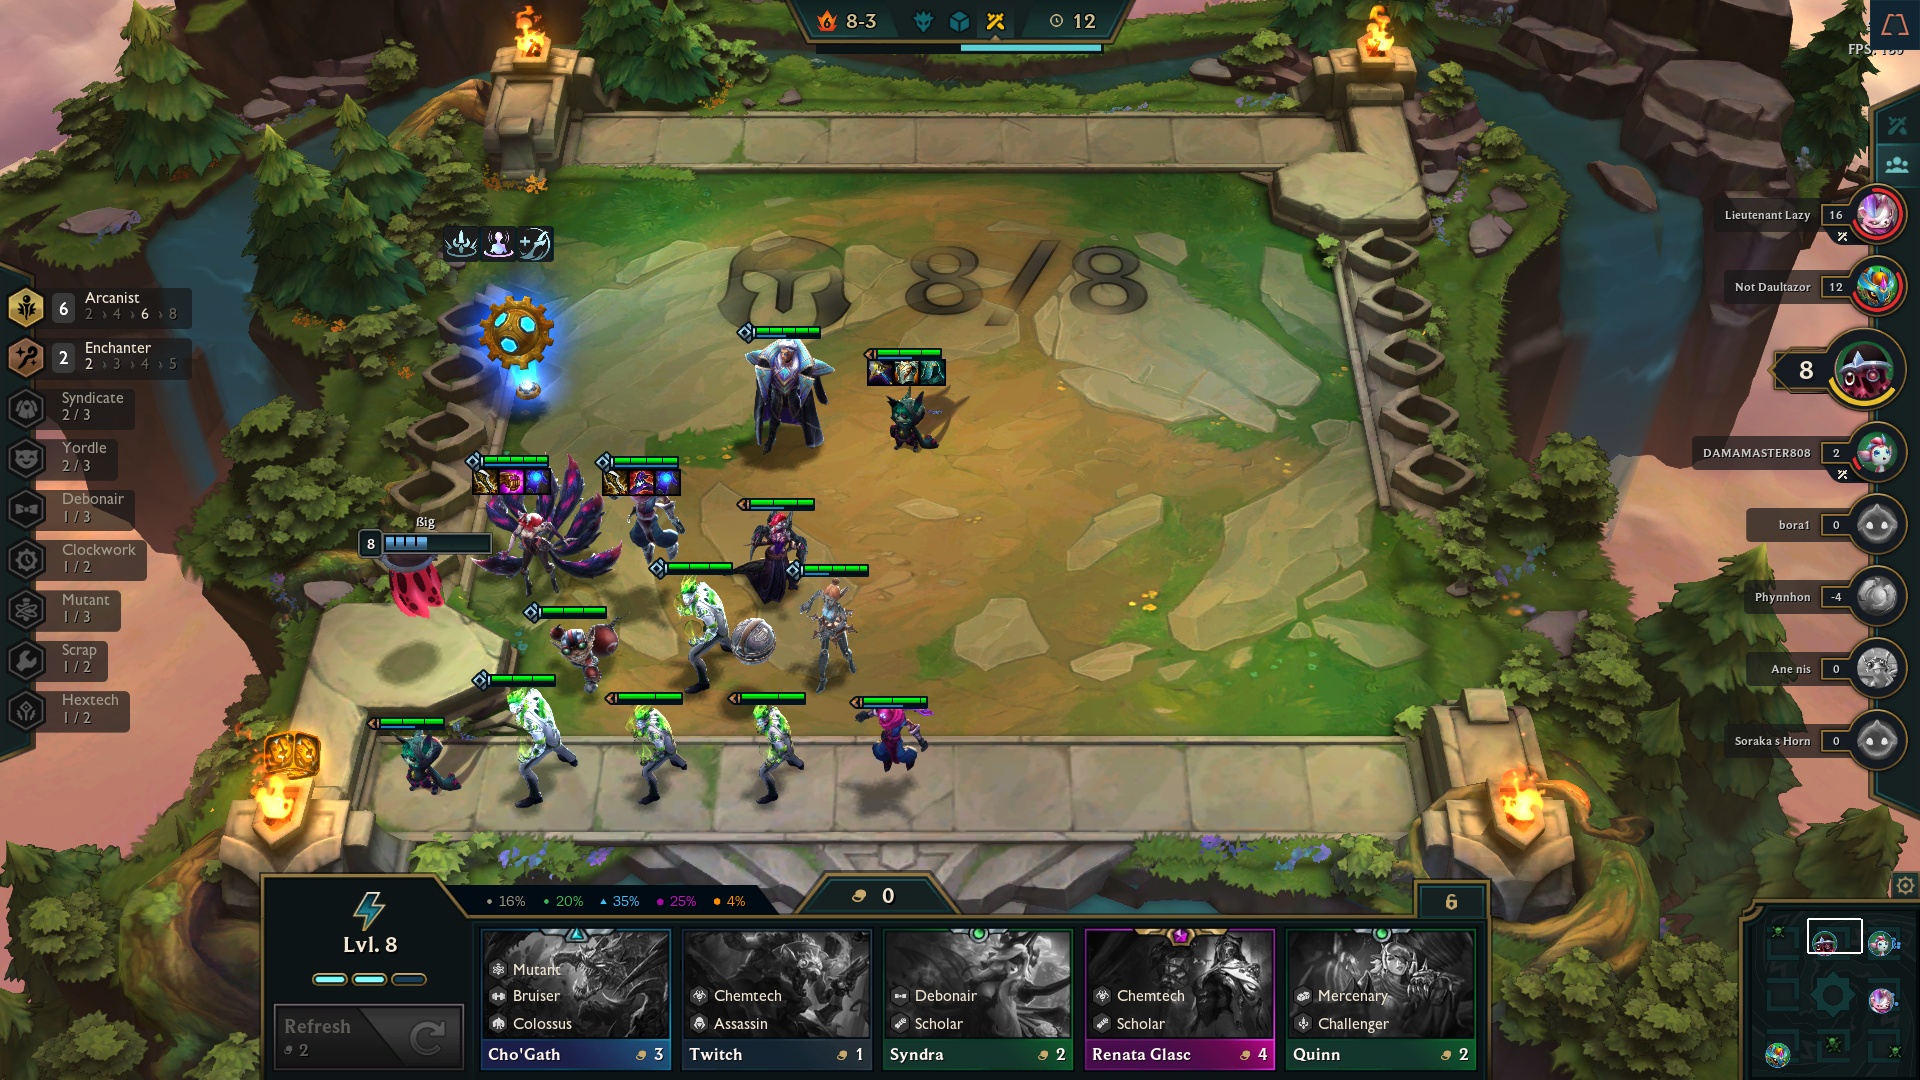 8-3
12
FPS:
8/8
Lieutenant Lazy
16
Not Daultazor
12
8
DAMAMASTER808
2
bora1
0
Phynnhon
-4
Ane nis
0
Soraka s Horn
0
6
Arcanist
2 › 4 › 6 › 8
2
Enchanter
2 › 3 › 4 › 5
Syndicate
2 / 3
Yordle
2 / 3
Debonair
1 / 3
Clockwork
1 / 2
Mutant
1 / 3
Scrap
1 / 2
Hextech
1 / 2
ßig
8
16%
20%
35%
25%
4%
0
6
Lvl. 8
Refresh
2
Mutant
Bruiser
Colossus
Cho'Gath
3
Chemtech
Assassin
Twitch
1
Debonair
Scholar
Syndra
2
Chemtech
Scholar
Renata Glasc
4
Mercenary
Challenger
Quinn
2